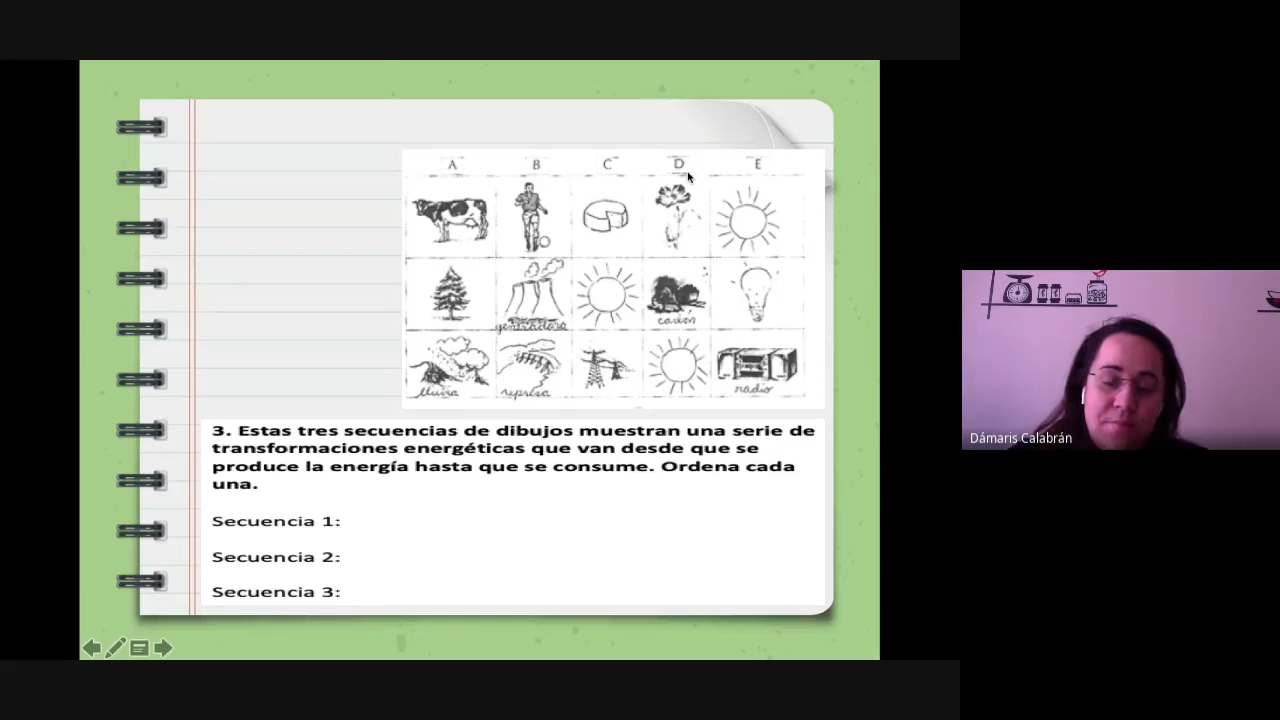 A B C D E
generadora
carbón
lluvia
represa
radio
3. Estas tres secuencias de dibujos muestran una serie de
transformaciones energéticas que van desde que se
produce la energía hasta que se consume. Ordena cada
una.
Secuencia 1:
Secuencia 2:
Secuencia 3:
Dámaris Calabrán